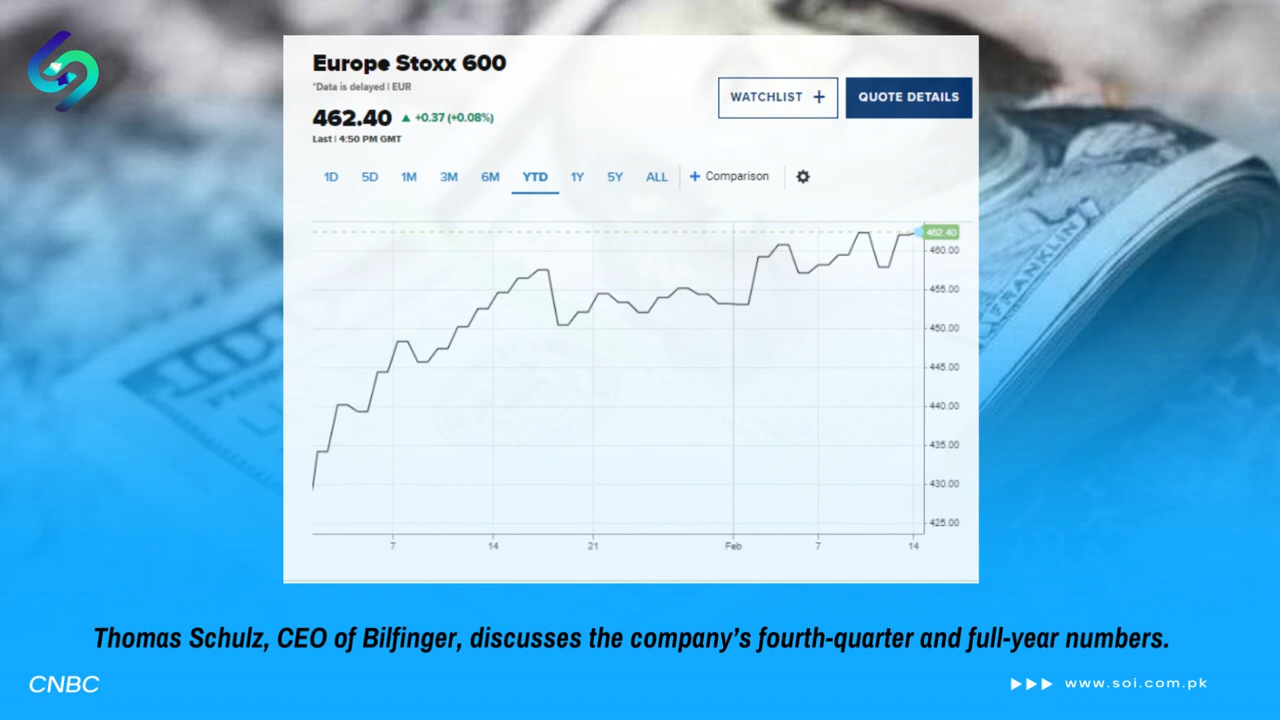 Europe Stoxx 600
*Data is delayed | EUR
462.40 ▲ +0.37 (+0.08%)
Last | 4:50 PM GMT
WATCHLIST + QUOTE DETAILS
1D 5D 1M 3M 6M YTD 1Y 5Y ALL + Comparison
462.40
460.00
455.00
450.00
445.00
440.00
435.00
430.00
425.00
7 14 21 Feb 7 14
FRANKLIN
Thomas Schulz, CEO of Bilfinger, discusses the company’s fourth-quarter and full-year numbers.
CNBC
www.soi.com.pk